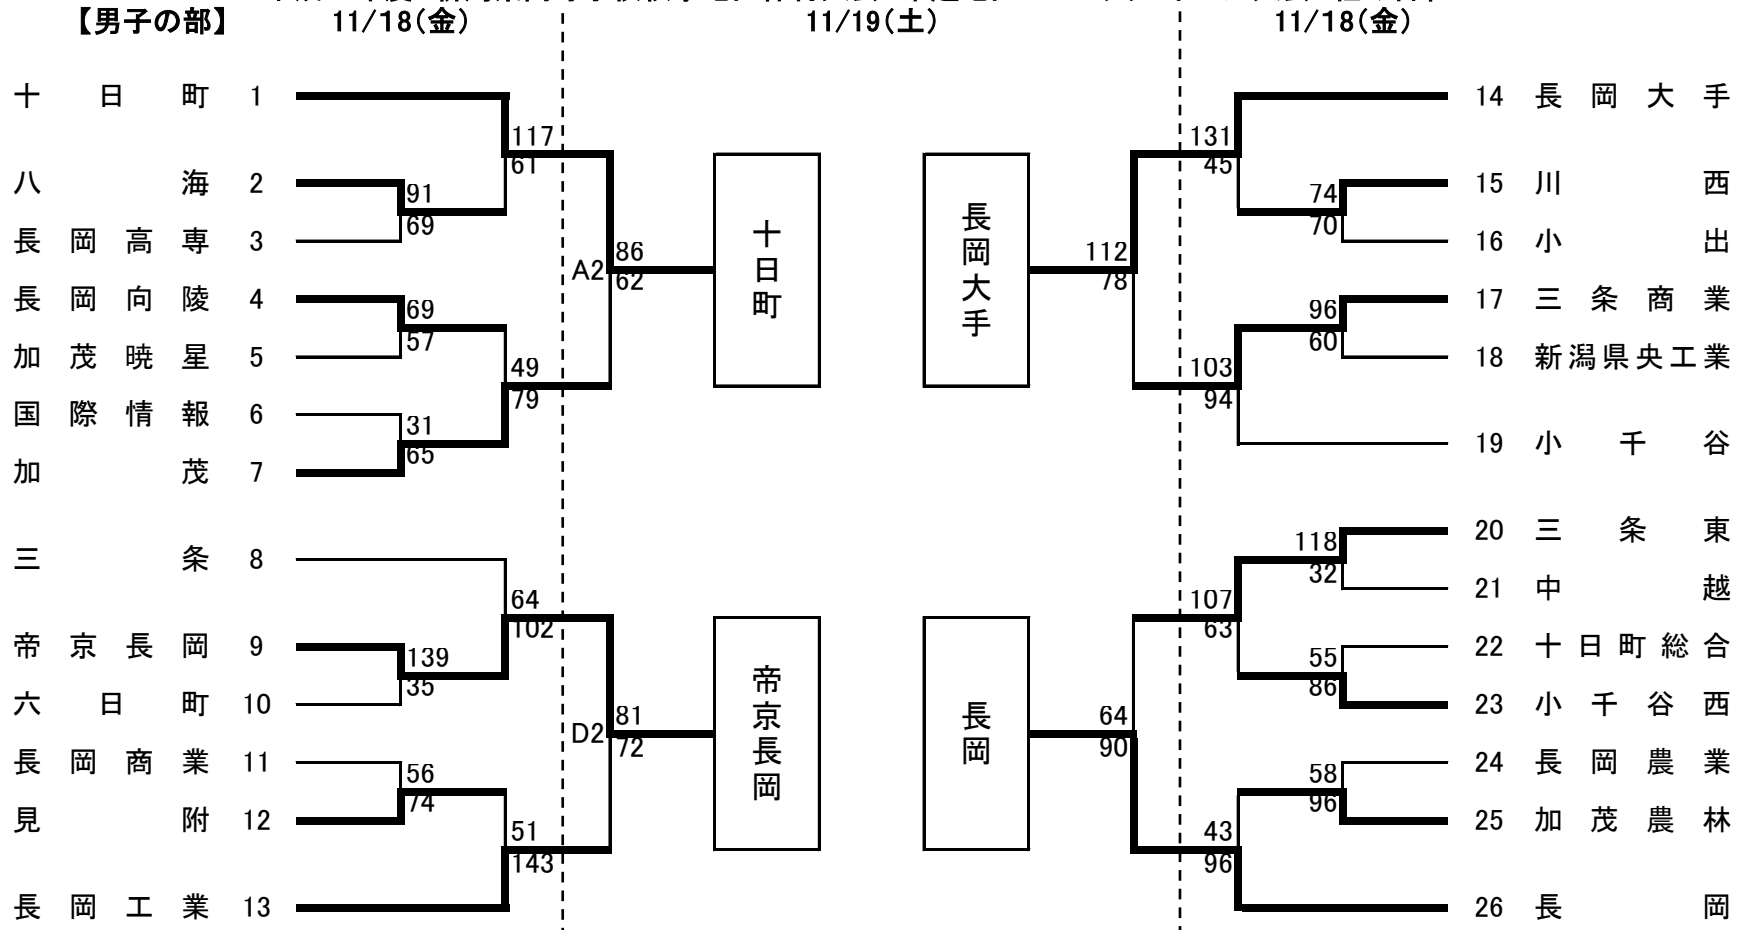 【男子の部】 11/18(金) 11/19(土) 11/18(金)
十日町 1
八海 2
長岡高専 3
長岡向陵 4
加茂暁星 5
国際情報 6
加茂 7
三条 8
帝京長岡 9
六日町 10
長岡商業 11
見附 12
長岡工業 13
117
61
91
69
69
57
49
79
31
65
64
102
139
35
56
74
51
143
A2
86
62
D2
81
72
十日町
帝京長岡
長岡大手
長岡
112
78
64
90
131
45
74
70
96
60
103
94
118
32
107
63
55
86
58
96
43
96
14 長岡大手
15 川西
16 小出
17 三条商業
18 新潟県央工業
19 小千谷
20 三条東
21 中越
22 十日町総合
23 小千谷西
24 長岡農業
25 加茂農林
26 長岡